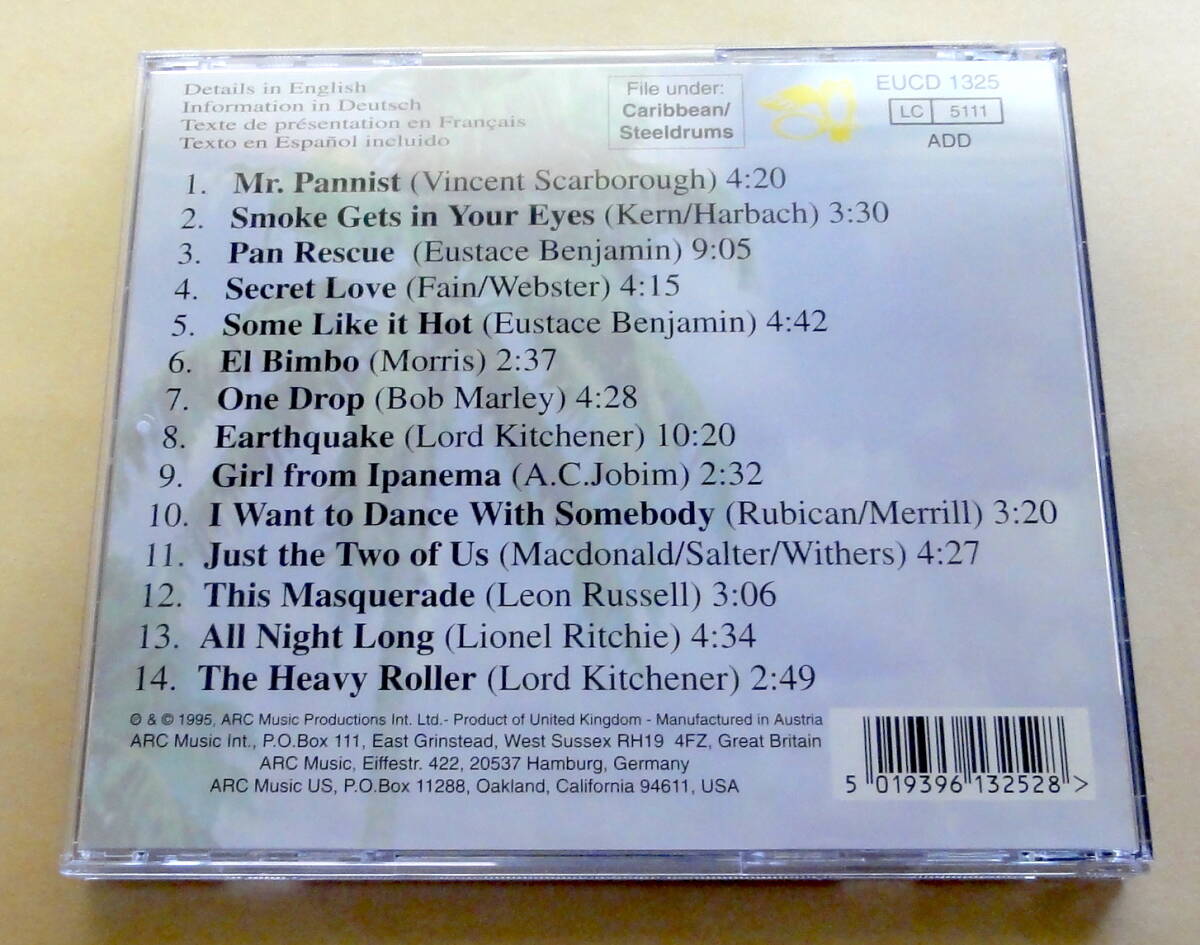 Details in English
Information in Deutsch
Texte de présentation en Français
Texto en Español incluido
File under:
Caribbean/
Steeldrums
EUCD 1325
LC 5111
ADD
1. Mr. Pannist (Vincent Scarborough) 4:20
2. Smoke Gets in Your Eyes (Kern/Harbach) 3:30
3. Pan Rescue (Eustace Benjamin) 9:05
4. Secret Love (Fain/Webster) 4:15
5. Some Like it Hot (Eustace Benjamin) 4:42
6. El Bimbo (Morris) 2:37
7. One Drop (Bob Marley) 4:28
8. Earthquake (Lord Kitchener) 10:20
9. Girl from Ipanema (A.C.Jobim) 2:32
10. I Want to Dance With Somebody (Rubican/Merrill) 3:20
11. Just the Two of Us (Macdonald/Salter/Withers) 4:27
12. This Masquerade (Leon Russell) 3:06
13. All Night Long (Lionel Ritchie) 4:34
14. The Heavy Roller (Lord Kitchener) 2:49
℗ & © 1995, ARC Music Productions Int. Ltd.- Product of United Kingdom - Manufactured in Austria
ARC Music Int., P.O.Box 111, East Grinstead, West Sussex RH19 4FZ, Great Britain
ARC Music, Eiffestr. 422, 20537 Hamburg, Germany
ARC Music US, P.O.Box 11288, Oakland, California 94611, USA
5 019396 132528 >